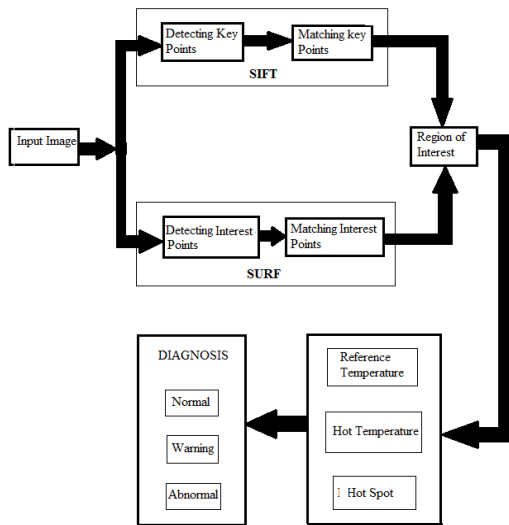 Detecting Key
Points
Matching key
Points
SIFT
Input Image
Region of
Interest
Detecting Interest
Points
Matching Interest
Points
SURF
DIAGNOSIS
Normal
Warning
Abnormal
Reference
Temperature
Hot Temperature
Hot Spot